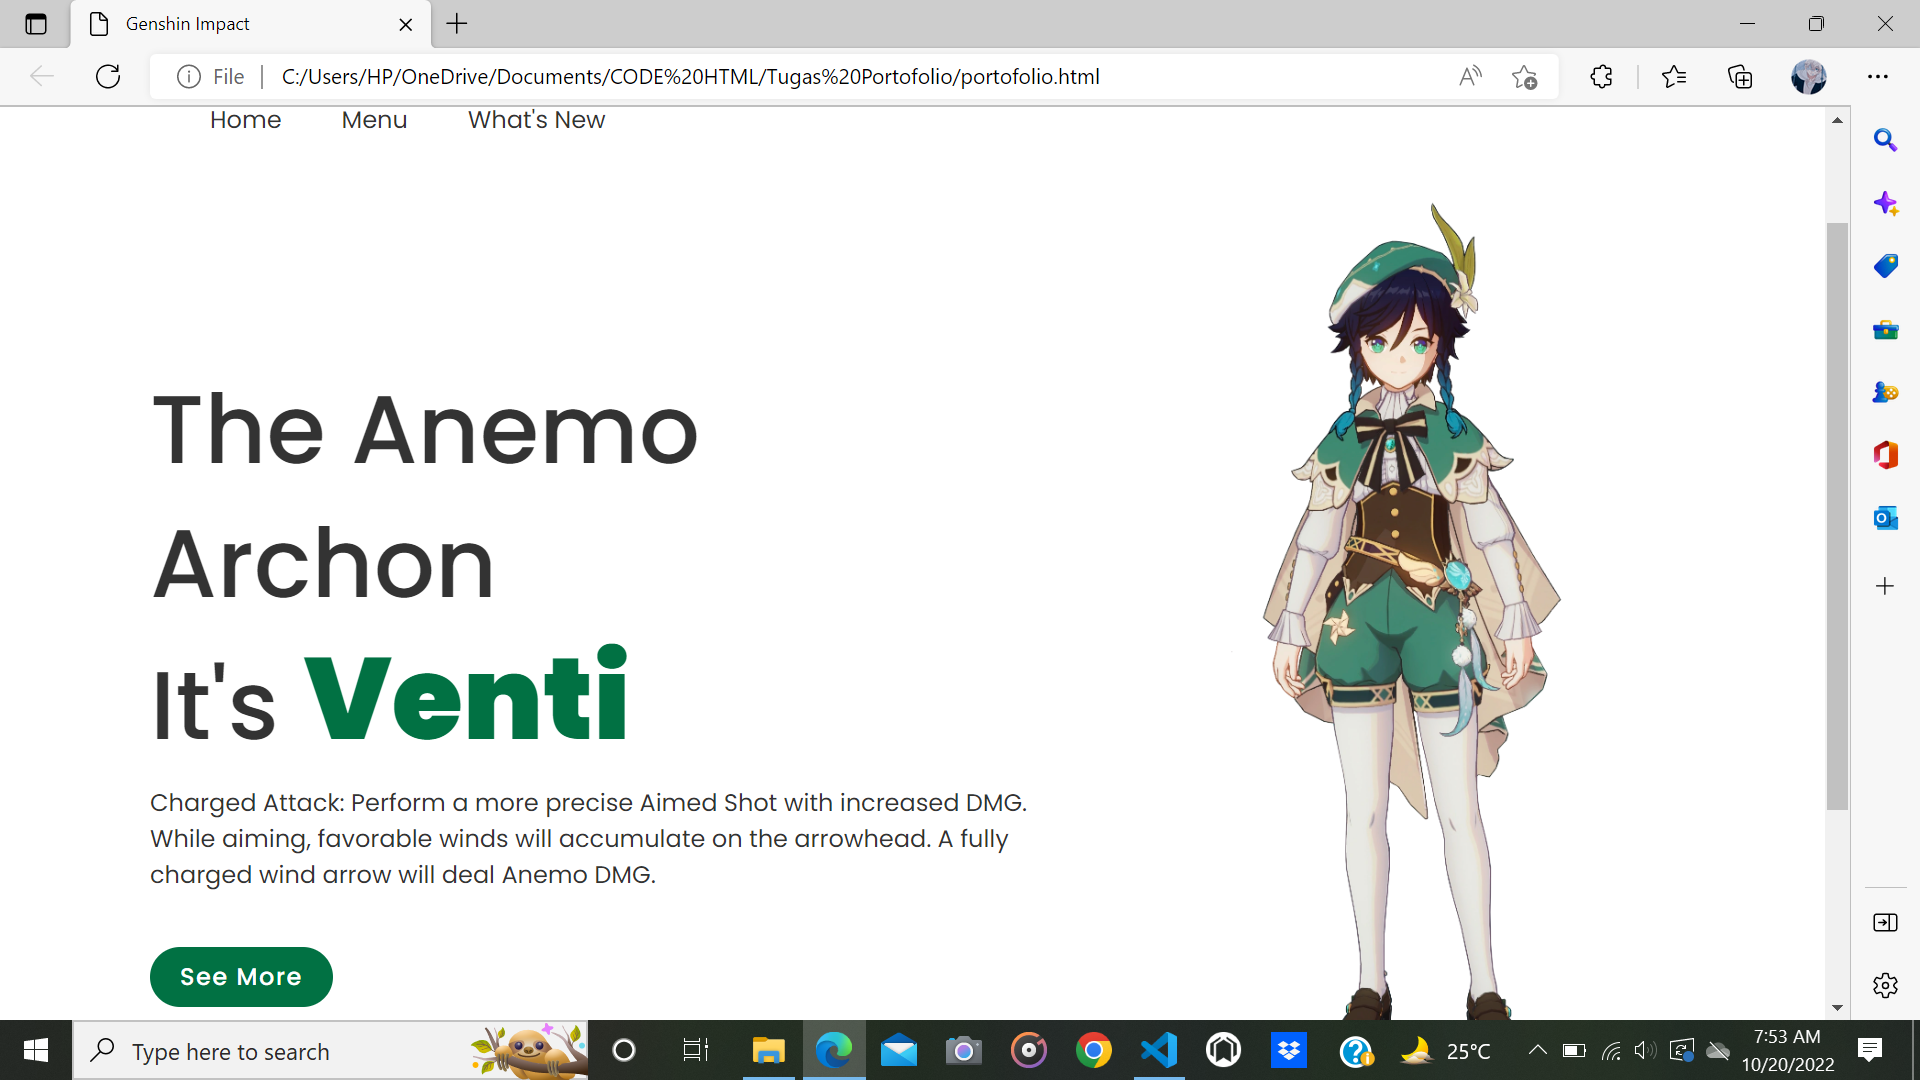 Genshin Impact
File C:/Users/HP/OneDrive/Documents/CODE%20HTML/Tugas%20Portofolio/portofolio.html
Home Menu What's New
The Anemo
Archon
It's Venti
Charged Attack: Perform a more precise Aimed Shot with increased DMG.
While aiming, favorable winds will accumulate on the arrowhead. A fully
charged wind arrow will deal Anemo DMG.
See More
Type here to search
25°C
7:53 AM
10/20/2022